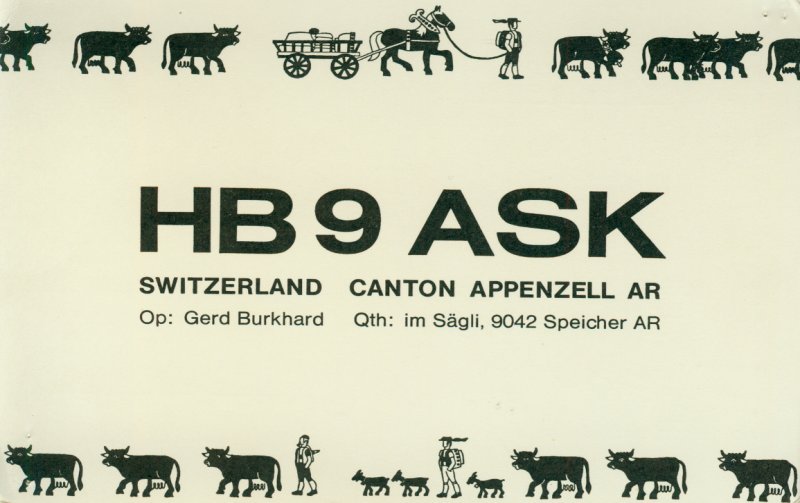 HB 9 ASK
SWITZERLAND CANTON APPENZELL AR
Op: Gerd Burkhard Qth: im Sägli, 9042 Speicher AR